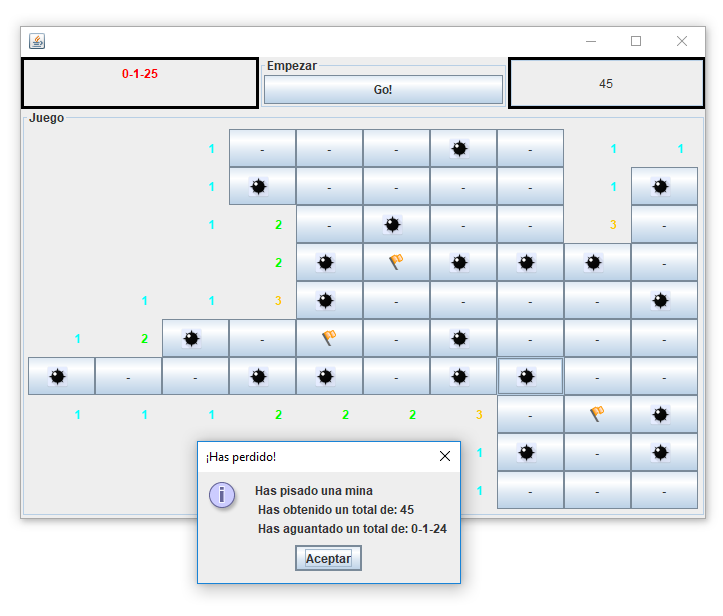 0-1-25
Empezar
Go!
45
Juego
1 - - - - 1 1
1 - - - - 1
1 2 - - - 3 -
2 -
1 1 3 - - - -
1 2 - - - - -
- - - - -
1 1 1 2 2 2 3 -
1 -
1 - - -
¡Has perdido!
Has pisado una mina
Has obtenido un total de: 45
Has aguantado un total de: 0-1-24
Aceptar